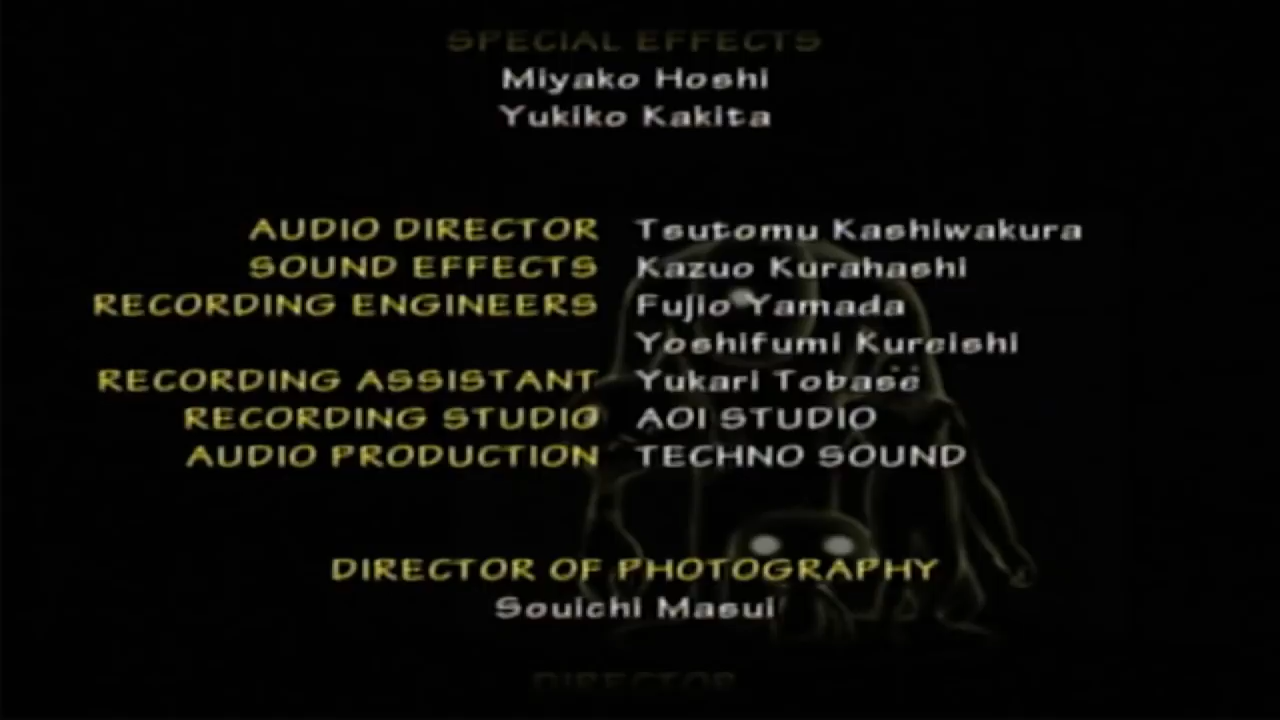 SPECIAL EFFECTS
Miyako Hoshi
Yukiko Kakita
AUDIO DIRECTOR Tsutomu Kashiwakura
SOUND EFFECTS Kazuo Kurahashi
RECORDING ENGINEERS Fujio Yamada
Yoshifumi Kureishi
RECORDING ASSISTANT Yukari Tobase
RECORDING STUDIO AOI STUDIO
AUDIO PRODUCTION TECHNO SOUND
DIRECTOR OF PHOTOGRAPHY
Souichi Masui
DIRECTOR